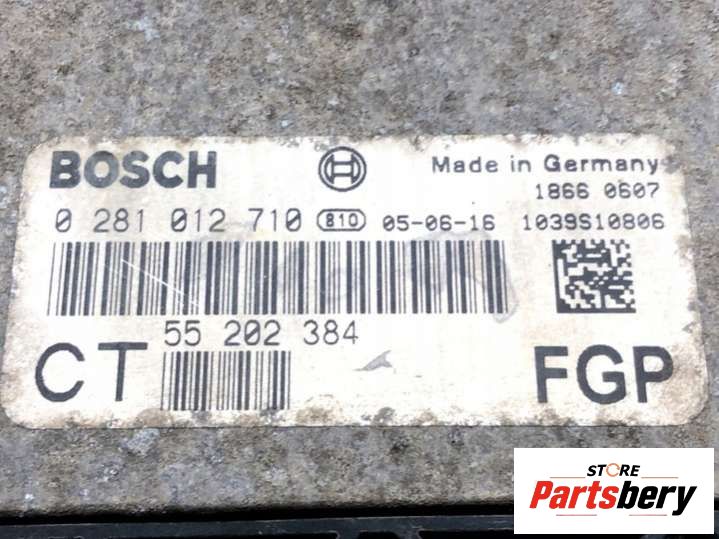 BOSCH
Made in Germany
1866 0607
0 281 012 710 810 05-06-16 1039S10806
55 202 384
CT
FGP
STORE
Partsbery